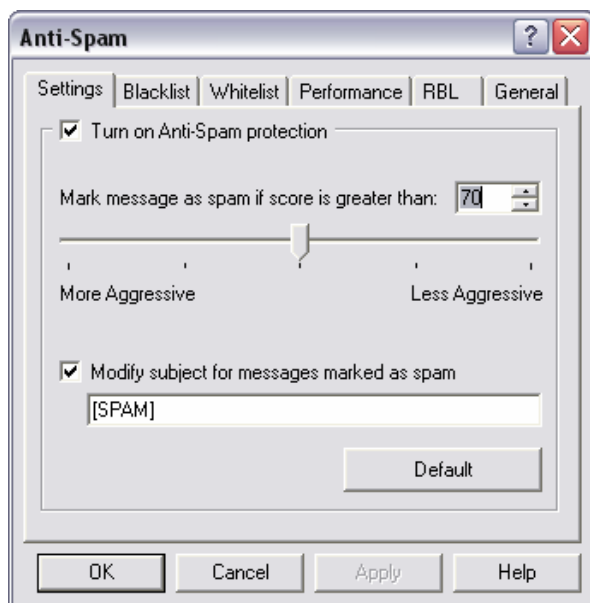 Anti-Spam
Settings Blacklist Whitelist Performance RBL General
Turn on Anti-Spam protection
Mark message as spam if score is greater than: 70
More Aggressive Less Aggressive
Modify subject for messages marked as spam
[SPAM]
Default
OK Cancel Apply Help